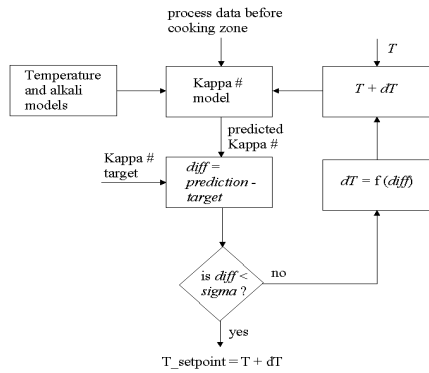 process data before
cooking zone
T
Temperature
and alkali
models
Kappa #
model
T + dT
predicted
Kappa #
Kappa #
target
diff =
prediction -
target
dT = f (diff)
is diff <
sigma ?
no
yes
T_setpoint = T + dT